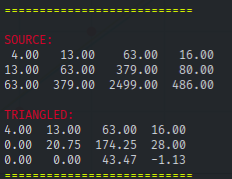 ============================
SOURCE:
4.00 13.00 63.00 16.00
13.00 63.00 379.00 80.00
63.00 379.00 2499.00 486.00
TRIANGLED:
4.00 13.00 63.00 16.00
0.00 20.75 174.25 28.00
0.00 0.00 43.47 -1.13
============================